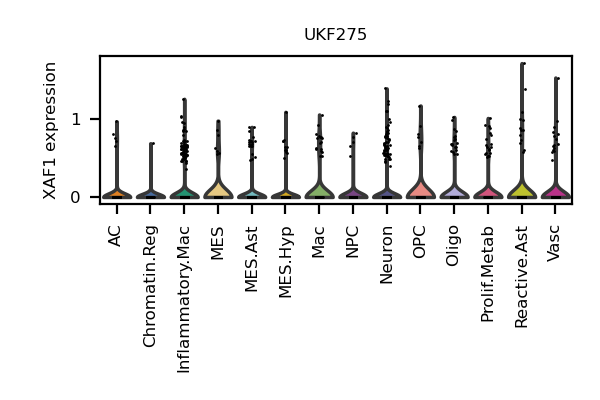 UKF275
XAF1 expression
1
0
AC
Chromatin.Reg
Inflammatory.Mac
MES
MES.Ast
MES.Hyp
Mac
NPC
Neuron
OPC
Oligo
Prolif.Metab
Reactive.Ast
Vasc